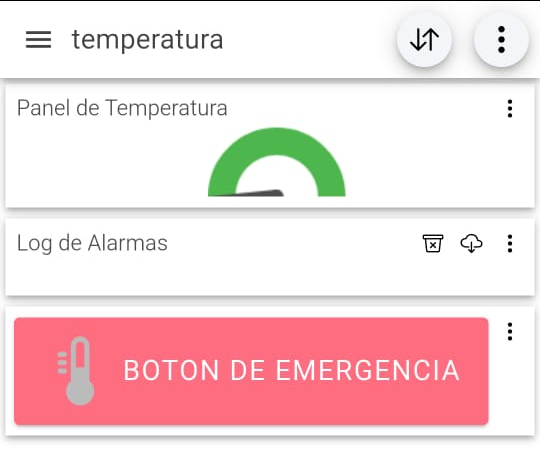 temperatura
Panel de Temperatura
Log de Alarmas
BOTON DE EMERGENCIA